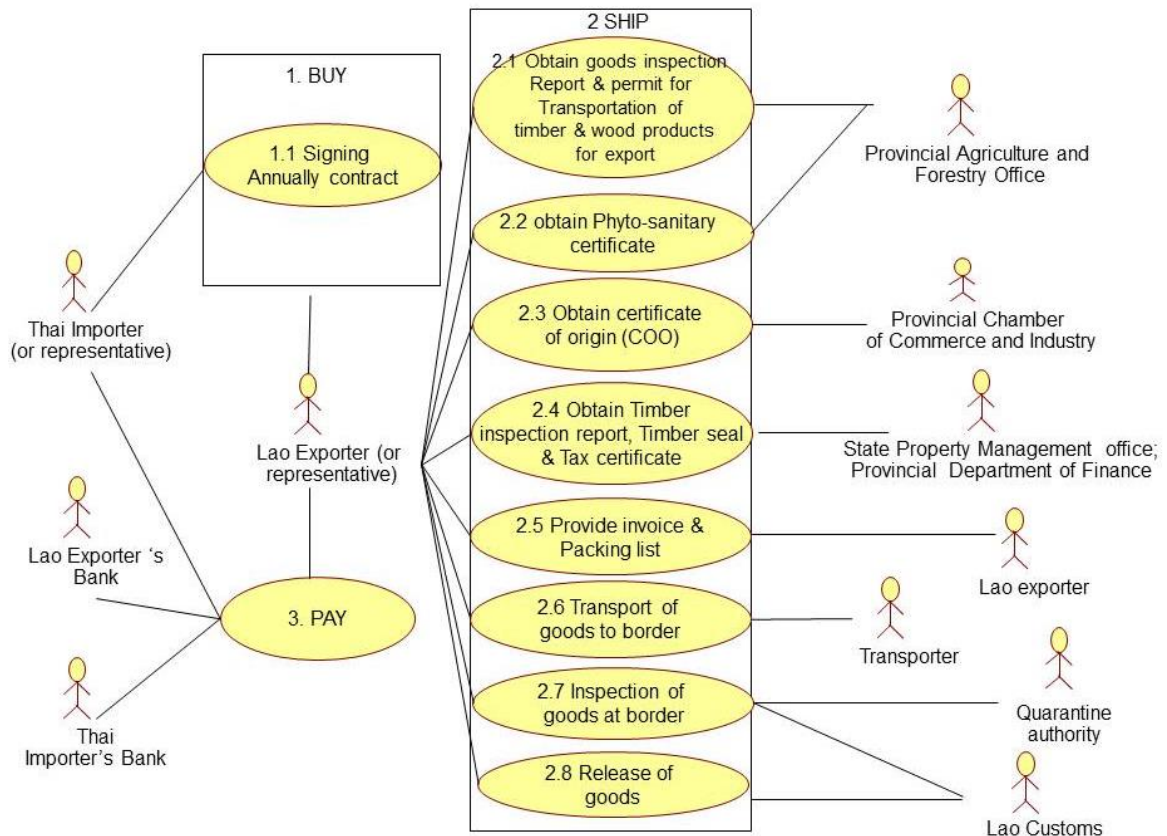 1. BUY
1.1 Signing
Annually contract
Thai Importer
(or representative)
Lao Exporter (or
representative)
Lao Exporter ‘s
Bank
3. PAY
Thai
Importer’s Bank
2 SHIP
2.1 Obtain goods inspection
Report & permit for
Transportation of
timber & wood products
for export
2.2 obtain Phyto-sanitary
certificate
2.3 Obtain certificate
of origin (COO)
2.4 Obtain Timber
inspection report, Timber seal
& Tax certificate
2.5 Provide invoice &
Packing list
2.6 Transport of
goods to border
2.7 Inspection of
goods at border
2.8 Release of
goods
Provincial Agriculture and
Forestry Office
Provincial Chamber
of Commerce and Industry
State Property Management office;
Provincial Department of Finance
Lao exporter
Transporter
Quarantine
authority
Lao Customs